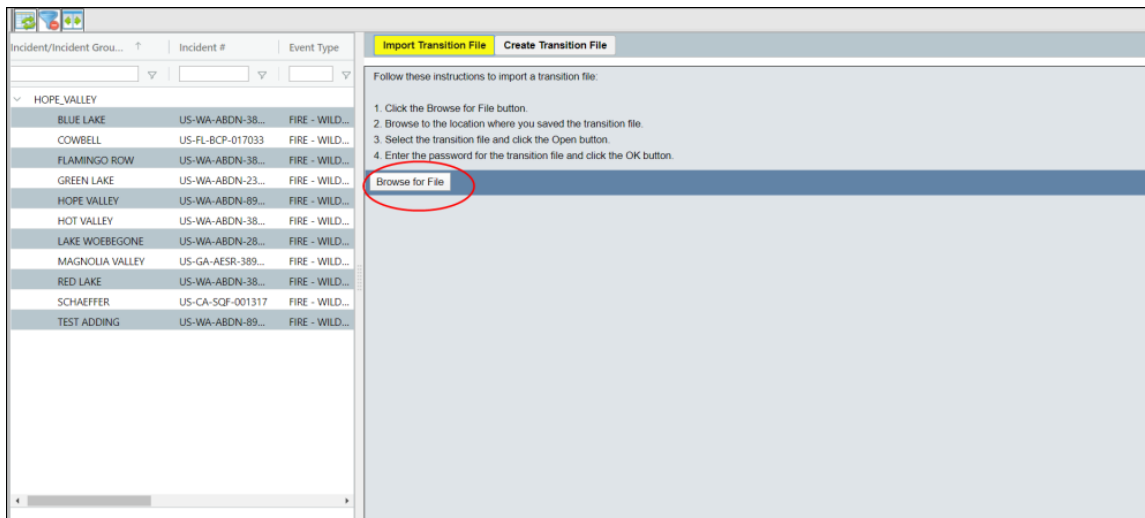 Incident/Incident Grou... ↑ Incident # Event Type
HOPE_VALLEY
BLUE LAKE US-WA-ABDN-38... FIRE - WILD...
COWBELL US-FL-BCP-017033 FIRE - WILD...
FLAMINGO ROW US-WA-ABDN-38... FIRE - WILD...
GREEN LAKE US-WA-ABDN-23... FIRE - WILD...
HOPE VALLEY US-WA-ABDN-89... FIRE - WILD...
HOT VALLEY US-WA-ABDN-38... FIRE - WILD...
LAKE WOEBEGONE US-WA-ABDN-28... FIRE - WILD...
MAGNOLIA VALLEY US-GA-AESR-389... FIRE - WILD...
RED LAKE US-WA-ABDN-38... FIRE - WILD...
SCHAEFFER US-CA-SQF-001317 FIRE - WILD...
TEST ADDING US-WA-ABDN-89... FIRE - WILD...
Import Transition File Create Transition File
Follow these instructions to import a transition file:
1. Click the Browse for File button.
2. Browse to the location where you saved the transition file.
3. Select the transition file and click the Open button.
4. Enter the password for the transition file and click the OK button.
Browse for File